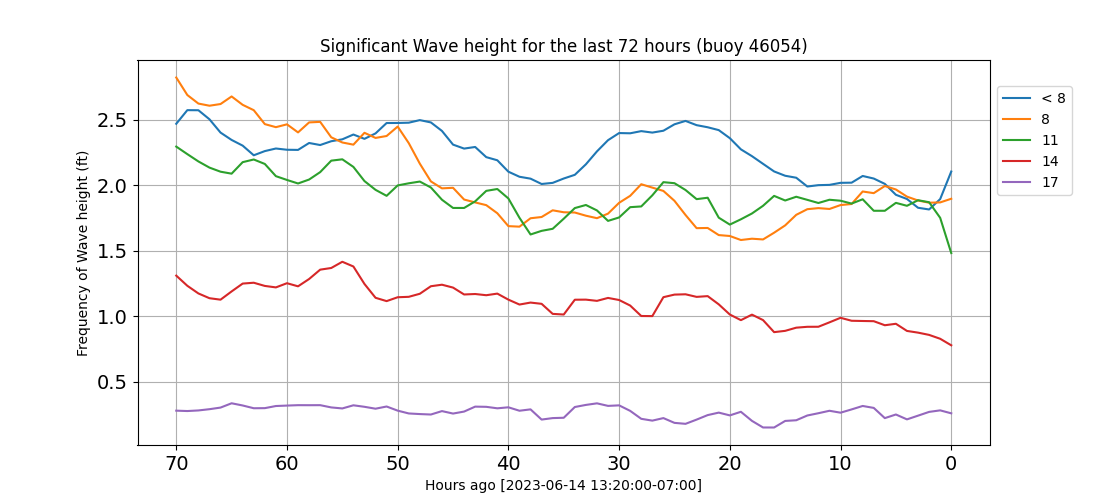 Significant Wave height for the last 72 hours (buoy 46054)
Frequency of Wave height (ft)
2.5
2.0
1.5
1.0
0.5
70 60 50 40 30 20 10 0
Hours ago [2023-06-14 13:20:00-07:00]
< 8
8
11
14
17